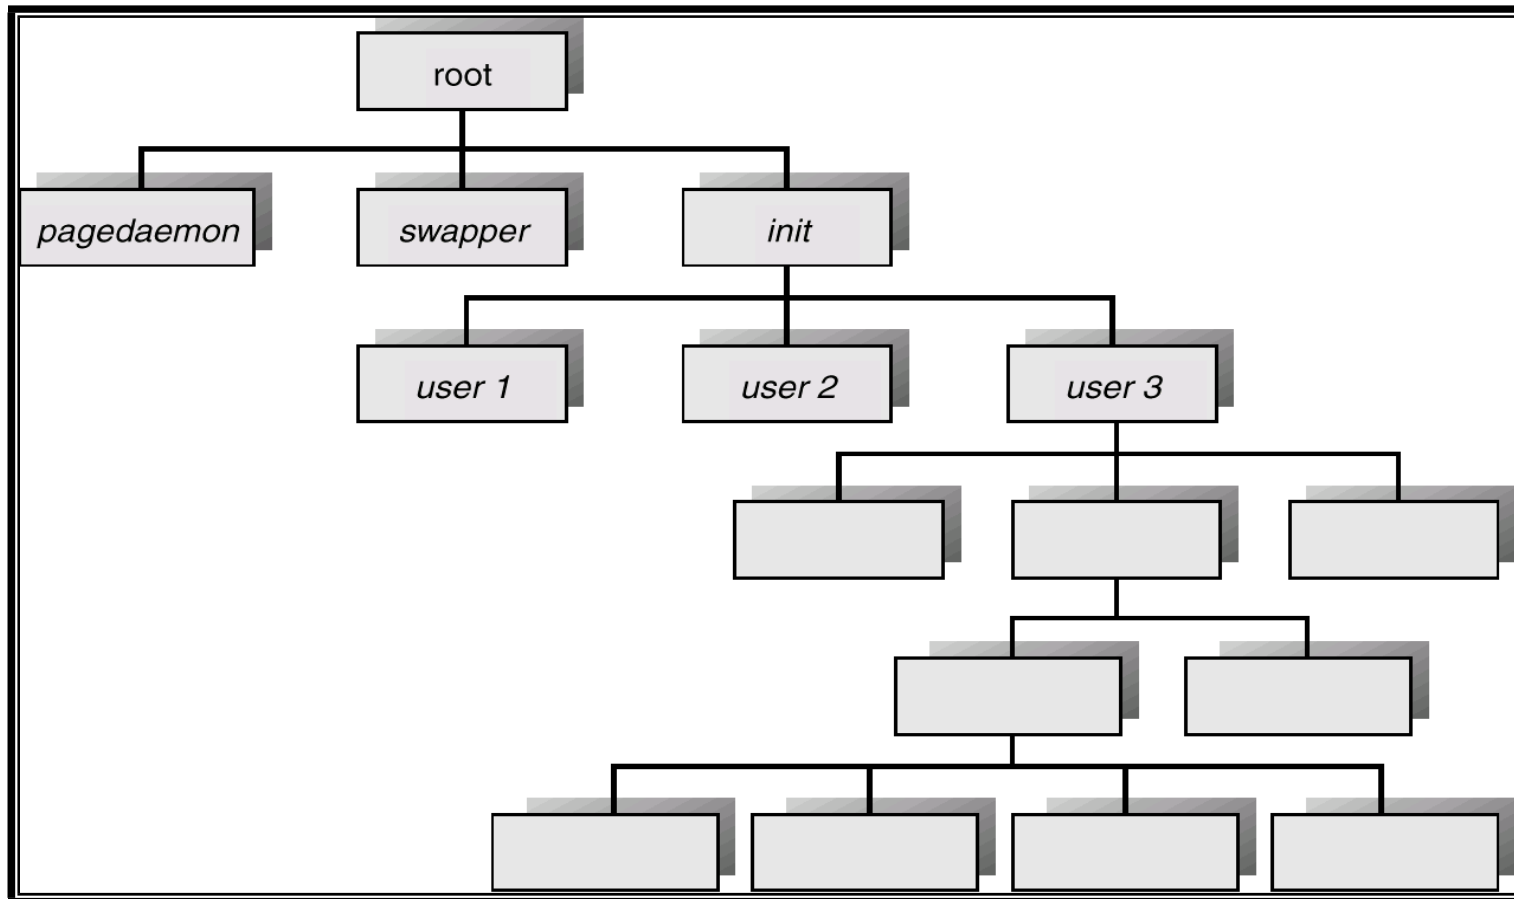 root
pagedaemon
swapper
init
user 1
user 2
user 3